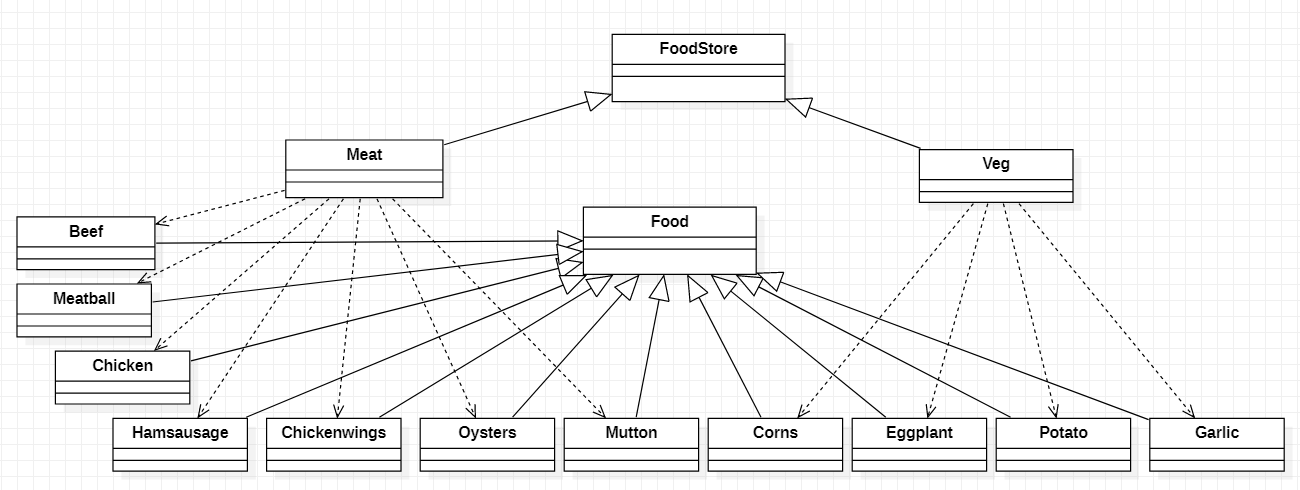 FoodStore
Meat
Veg
Food
Beef
Meatball
Chicken
Hamsausage
Chickenwings
Oysters
Mutton
Corns
Eggplant
Potato
Garlic